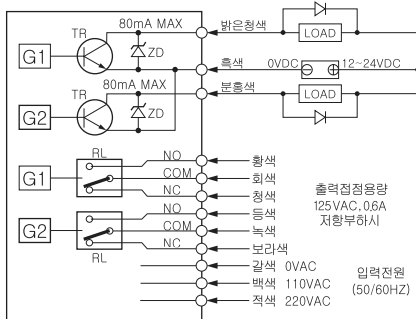 80mA MAX
TR
밝은청색
LOAD
G1
ZD
흑색
0VDC
12~24VDC
80mA MAX
분홍색
LOAD
TR
G2
ZD
RL
NO
황색
G1
COM
회색
NC
청색
출력접점용량
125VAC, 0.6A
저항부하시
NO
등색
G2
COM
녹색
NC
보라색
RL
갈색 0VAC
백색 110VAC
적색 220VAC
입력전원
(50/60HZ)